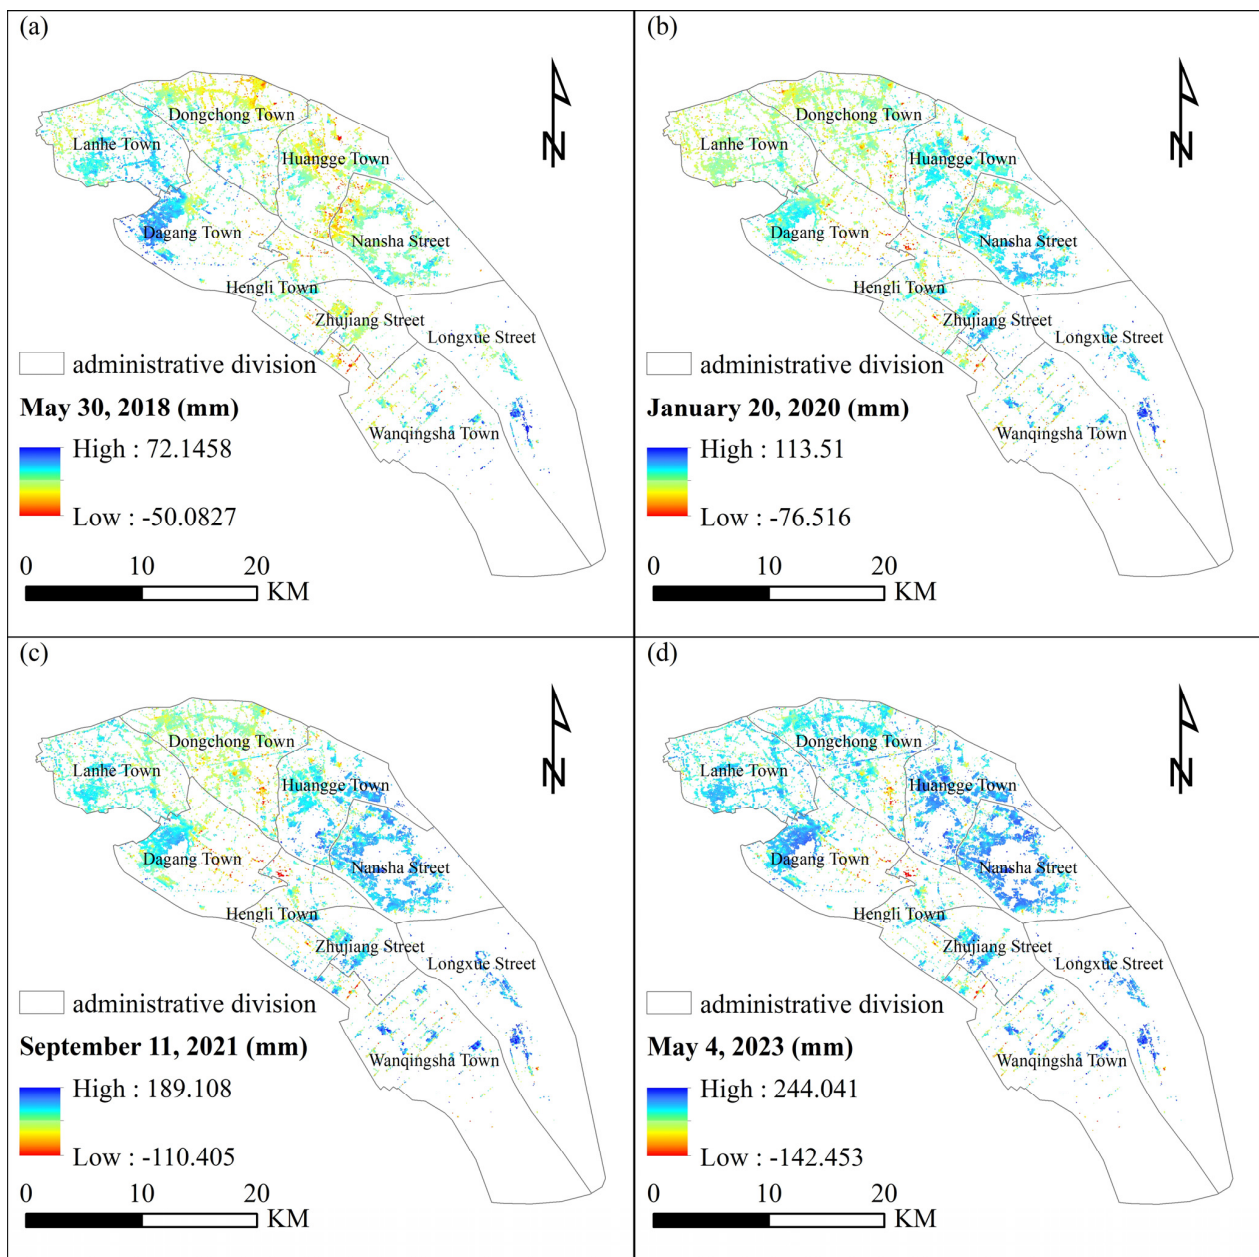 (a)
N
Dongchong Town
Lanhe Town
Huangge Town
Dagang Town
Nansha Street
Hengli Town
Zhujiang Street
Longxue Street
Wanqingsha Town
administrative division
May 30, 2018 (mm)
High : 72.1458
Low : -50.0827
0 10 20
KM
(b)
N
Dongchong Town
Lanhe Town
Huangge Town
Dagang Town
Nansha Street
Hengli Town
Zhujiang Street
Longxue Street
Wanqingsha Town
administrative division
January 20, 2020 (mm)
High : 113.51
Low : -76.516
0 10 20
KM
(c)
N
Dongchong Town
Lanhe Town
Huangge Town
Dagang Town
Nansha Street
Hengli Town
Zhujiang Street
Longxue Street
Wanqingsha Town
administrative division
September 11, 2021 (mm)
High : 189.108
Low : -110.405
0 10 20
KM
(d)
N
Dongchong Town
Lanhe Town
Huangge Town
Dagang Town
Nansha Street
Hengli Town
Zhujiang Street
Longxue Street
Wanqingsha Town
administrative division
May 4, 2023 (mm)
High : 244.041
Low : -142.453
0 10 20
KM